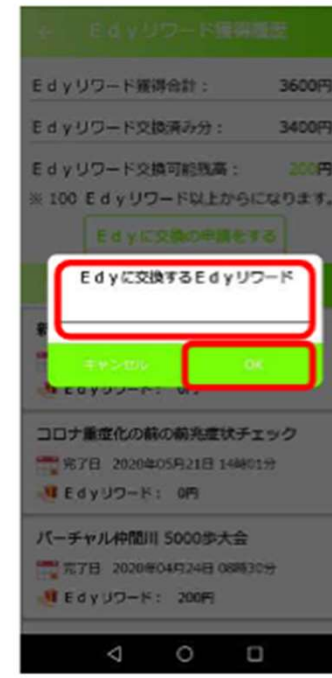 ← Edyリワード獲得履歴
Edyリワード獲得合計： 3600円
Edyリワード交換済み分： 3400円
Edyリワード交換可能残高： 200円
※ 100 Edyリワード以上からになります。
Edyに交換の申請をする
Edyに交換するEdyリワード
キャンセル OK
Edyリワード： 0円
コロナ重症化の前の前兆症状チェック
完了日 2020年05月21日 14時01分
Edyリワード： 0円
バーチャル仲間川 5000歩大会
完了日 2020年04月24日 08時30分
Edyリワード： 200円